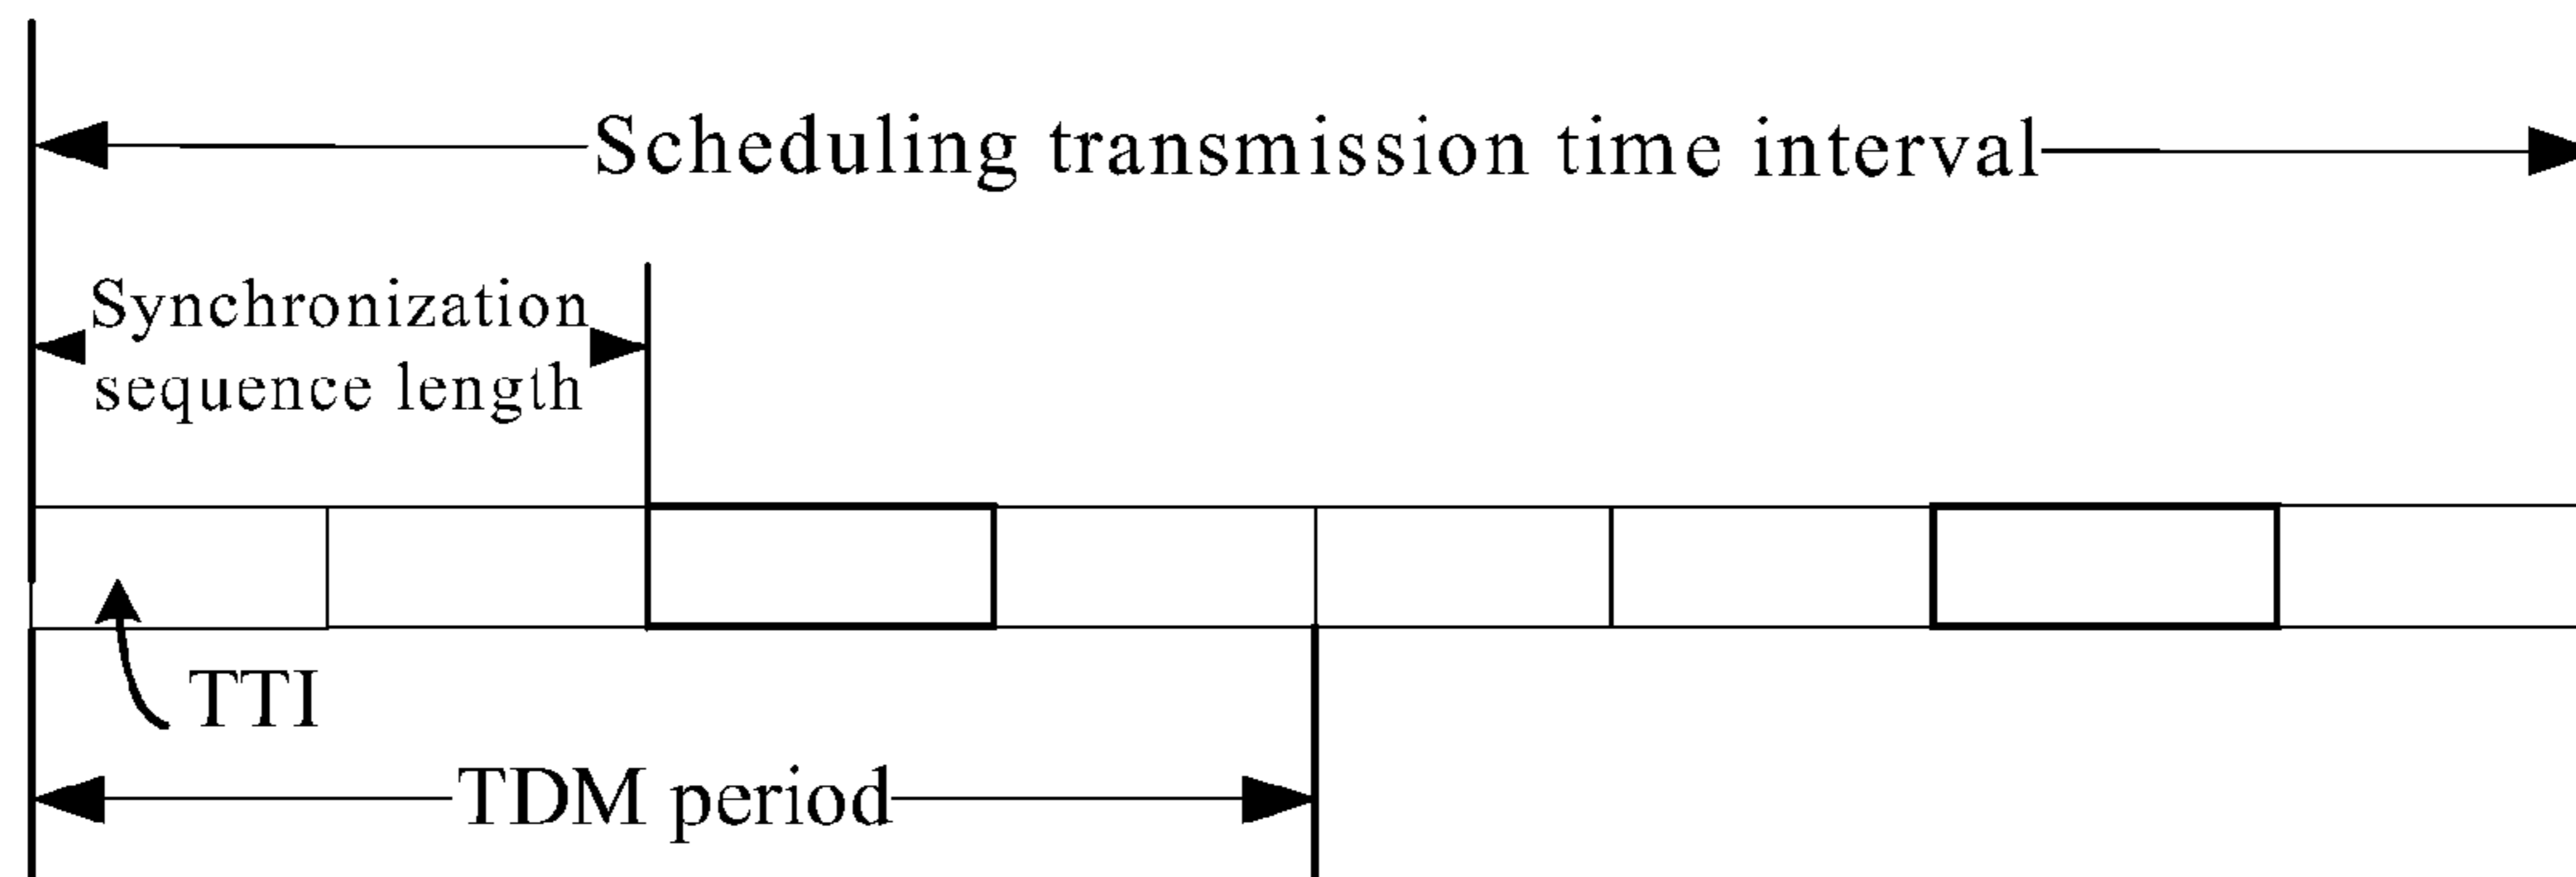 Scheduling transmission time interval
Synchronization
sequence length
TTI
TDM period